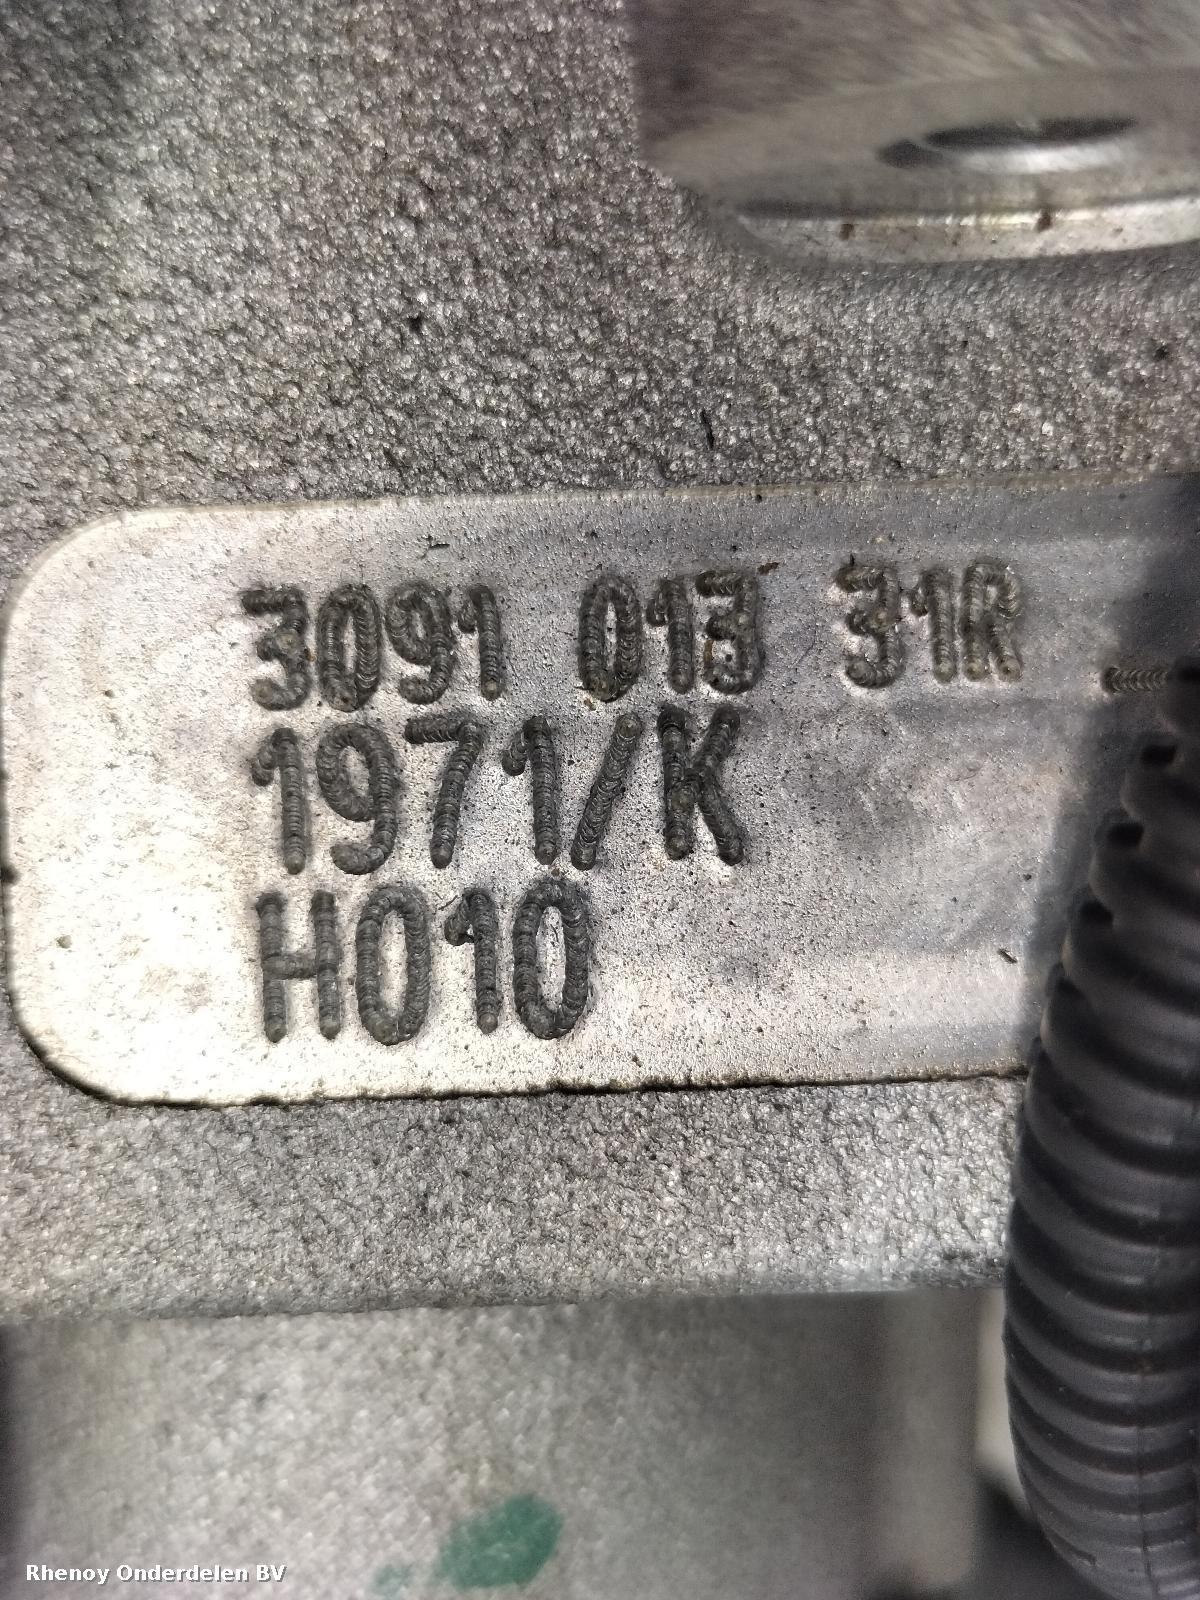 3091 013 31R
1971/K
H010
Rhenoy Onderdelen BV